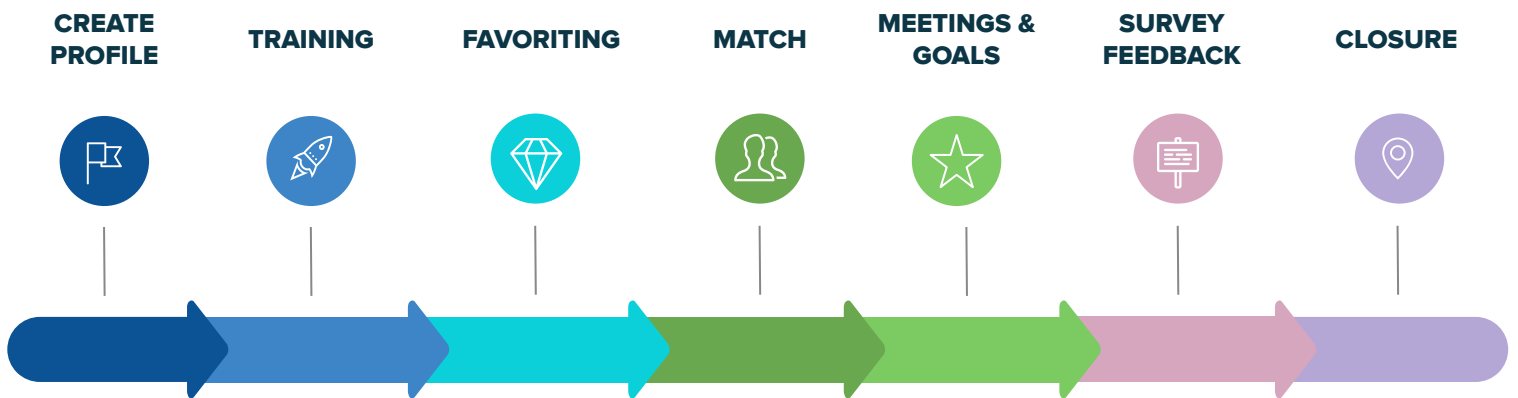 CREATE
PROFILE
TRAINING
FAVORITING
MATCH
MEETINGS &
GOALS
SURVEY
FEEDBACK
CLOSURE